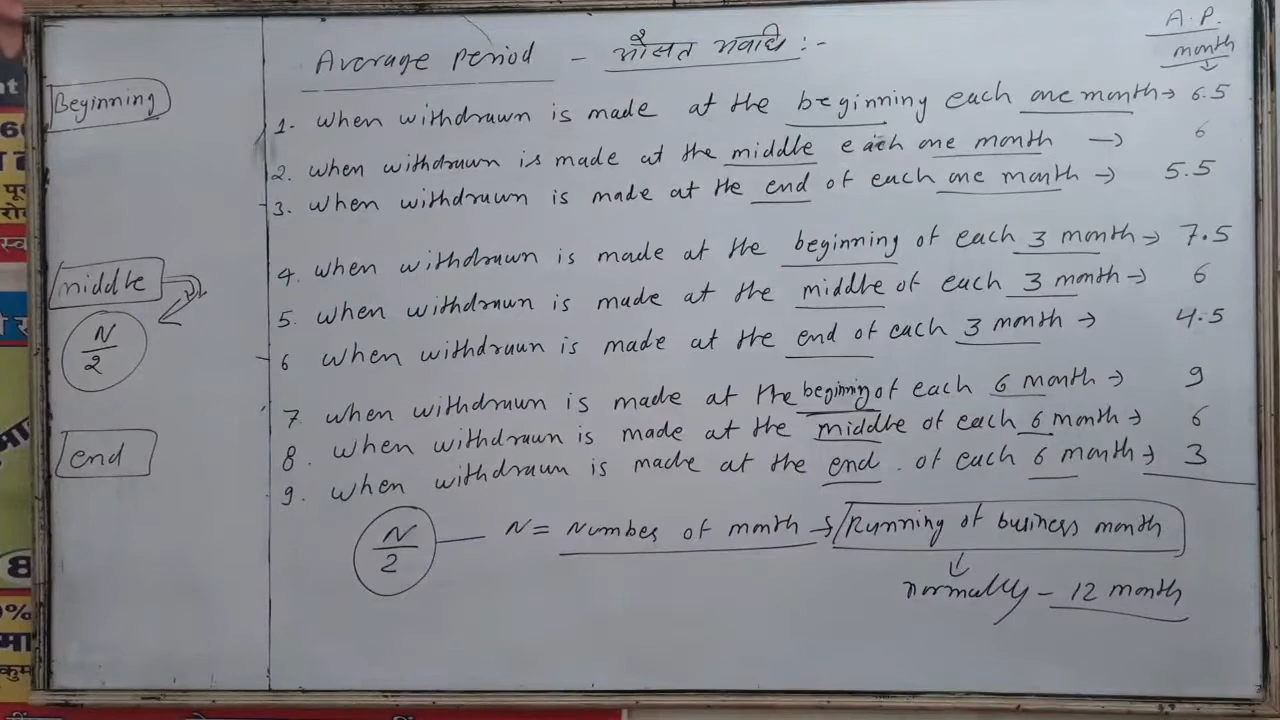 A.P.
month
Average Period - औसत अवधि :-
Beginning
1. When withdrawn is made at the beginning each one month → 6.5
2. When withdrawn is made at the middle each one month → 6
3. When withdrawn is made at the end of each one month → 5.5
4. When withdrawn is made at the beginning of each 3 month → 7.5
middle
5. When withdrawn is made at the middle of each 3 month → 6
N/2
6 When withdrawn is made at the end of each 3 month → 4.5
7. When withdrawn is made at the beginning of each 6 month → 9
8. When withdrawn is made at the middle of each 6 month → 6
end
9. When withdrawn is made at the end. of each 6 month → 3
N/2 — N = Number of month → Running of business month
normally - 12 month